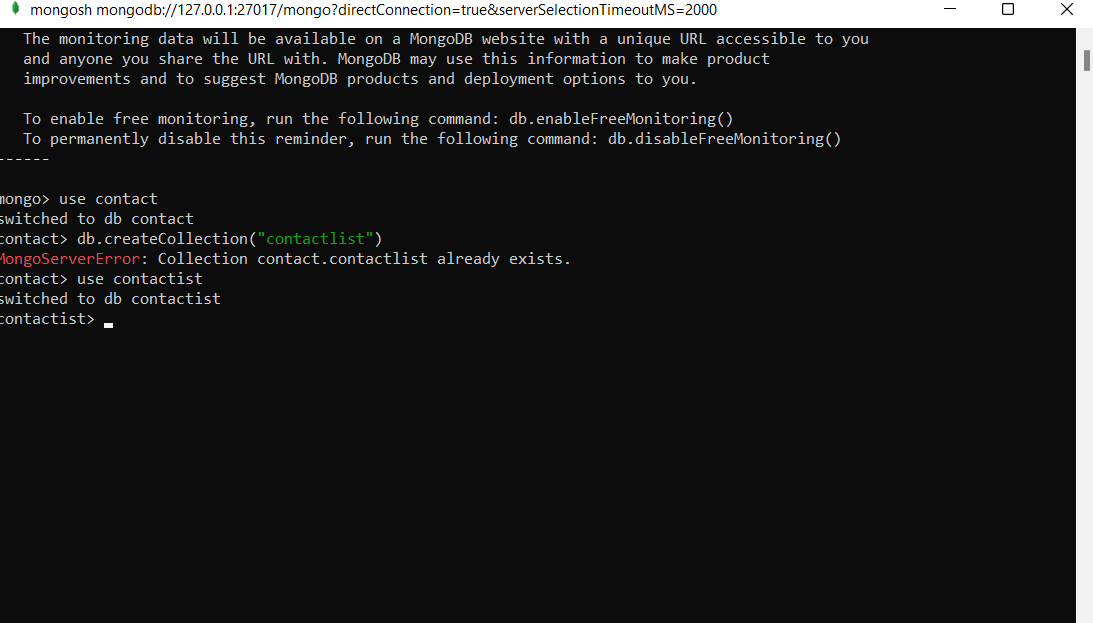 mongosh mongodb://127.0.0.1:27017/mongo?directConnection=true&serverSelectionTimeoutMS=2000
The monitoring data will be available on a MongoDB website with a unique URL accessible to you
and anyone you share the URL with. MongoDB may use this information to make product
improvements and to suggest MongoDB products and deployment options to you.
To enable free monitoring, run the following command: db.enableFreeMonitoring()
To permanently disable this reminder, run the following command: db.disableFreeMonitoring()
------
mongo> use contact
switched to db contact
contact> db.createCollection("contactlist")
MongoServerError: Collection contact.contactlist already exists.
contact> use contactist
switched to db contactist
contactist>